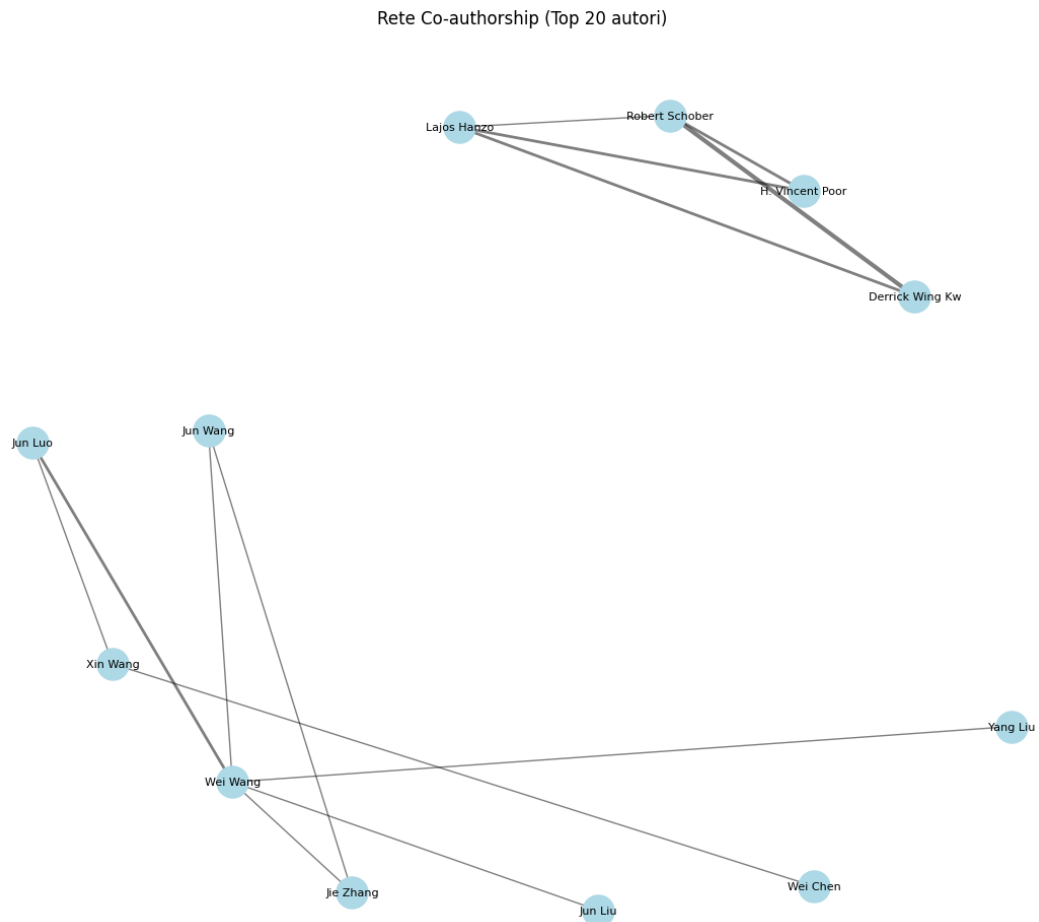 Rete Co-authorship (Top 20 autori)
Robert Schober
Lajos Hanzo
H. Vincent Poor
Derrick Wing Kw
Jun Wang
Jun Luo
Xin Wang
Yang Liu
Wei Wang
Wei Chen
Jie Zhang
Jun Liu